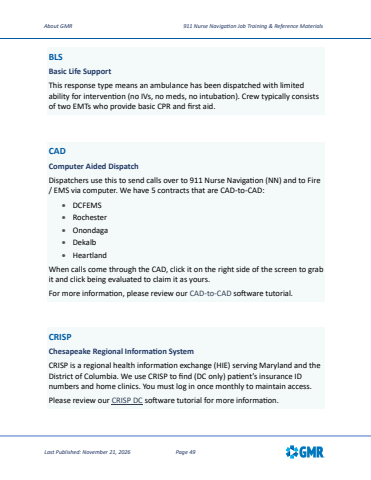 About GMR
911 Nurse Navigation Job Training & Reference Materials
BLS
Basic Life Support
This response type means an ambulance has been dispatched with limited
ability for intervention (no IVs, no meds, no intubation). Crew typically consists
of two EMTs who provide basic CPR and first aid.
CAD
Computer Aided Dispatch
Dispatchers use this to send calls over to 911 Nurse Navigation (NN) and to Fire
/ EMS via computer. We have 5 contracts that are CAD-to-CAD:
• DCFEMS
• Rochester
• Onondaga
• Dekalb
• Heartland
When calls come through the CAD, click it on the right side of the screen to grab
it and click being evaluated to claim it as yours.
For more information, please review our CAD-to-CAD software tutorial.
CRISP
Chesapeake Regional Information System
CRISP is a regional health information exchange (HIE) serving Maryland and the
District of Columbia. We use CRISP to find (DC only) patient's insurance ID
numbers and home clinics. You must log in once monthly to maintain access.
Please review our CRISP DC software tutorial for more information.
Last Published: November 21, 2026
Page 49
GMR